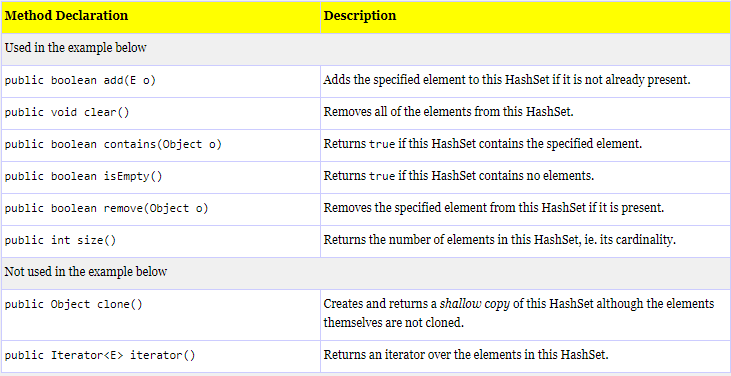 Method Declaration Description
Used in the example below
public boolean add(E o) Adds the specified element to this HashSet if it is not already present.
public void clear() Removes all of the elements from this HashSet.
public boolean contains(Object o) Returns true if this HashSet contains the specified element.
public boolean isEmpty() Returns true if this HashSet contains no elements.
public boolean remove(Object o) Removes the specified element from this HashSet if it is present.
public int size() Returns the number of elements in this HashSet, ie. its cardinality.
Not used in the example below
public Object clone() Creates and returns a shallow copy of this HashSet although the elements
themselves are not cloned.
public Iterator<E> iterator() Returns an iterator over the elements in this HashSet.